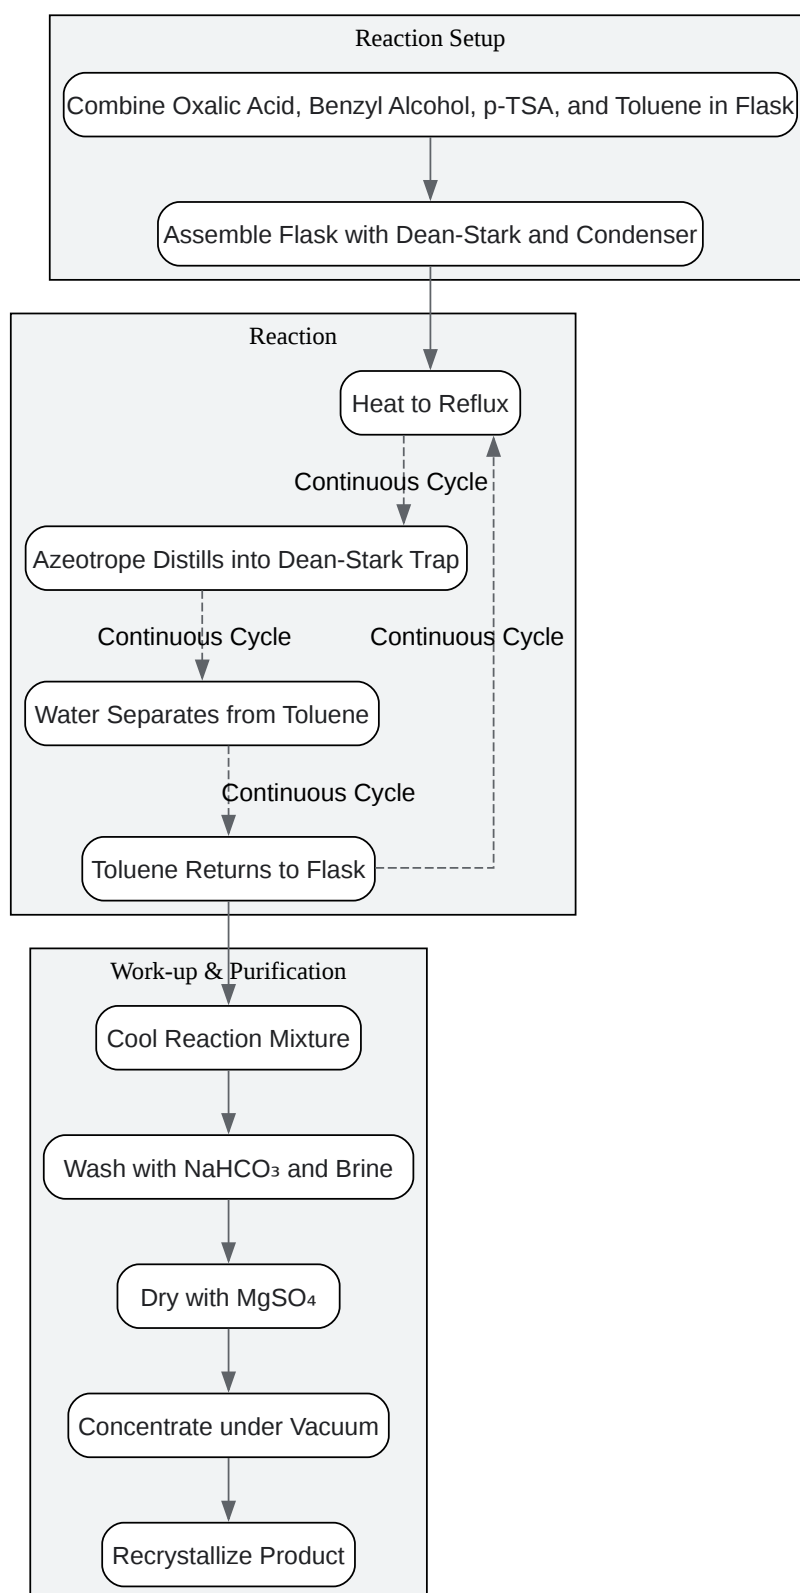 Reaction Setup
Combine Oxalic Acid, Benzyl Alcohol, p-TSA, and Toluene in Flask
Assemble Flask with Dean-Stark and Condenser
Reaction
Heat to Reflux
Continuous Cycle
Azeotrope Distills into Dean-Stark Trap
Continuous Cycle
Continuous Cycle
Water Separates from Toluene
Continuous Cycle
Toluene Returns to Flask
Work-up & Purification
Cool Reaction Mixture
Wash with NaHCO₃ and Brine
Dry with MgSO₄
Concentrate under Vacuum
Recrystallize Product